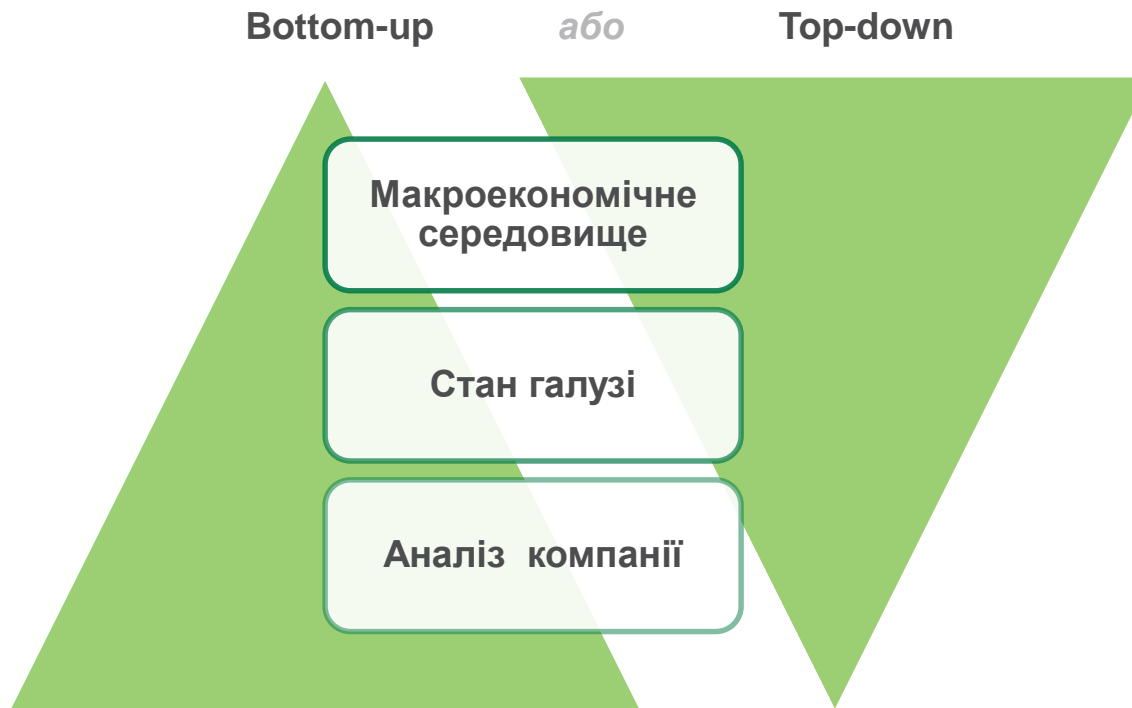 Bottom-up або Top-down
Макроекономічне
середовище
Стан галузі
Аналіз компанії